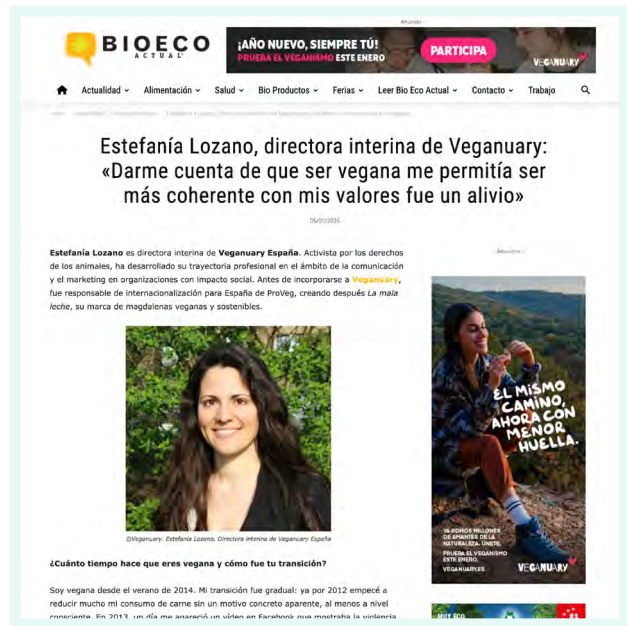 Anuncio
BIOECO
ACTUAL
¡AÑO NUEVO, SIEMPRE TÚ!
PRUEBA EL VEGANISMO ESTE ENERO
PARTICIPA
VEGANUARY
Actualidad
Alimentación
Salud
Bio Productos
Ferias
Leer Bio Eco Actual
Contacto
Trabajo
Estefanía Lozano, directora interina de Veganuary:
«Darme cuenta de que ser vegana me permitía ser
más coherente con mis valores fue un alivio»
05/01/2026
Estefanía Lozano es directora interina de Veganuary España. Activista por los derechos
de los animales, ha desarrollado su trayectoria profesional en el ámbito de la comunicación
y el marketing en organizaciones con impacto social. Antes de incorporarse a Veganuary,
fue responsable de internacionalización para España de ProVeg, creando después La mala
leche, su marca de magdalenas veganas y sostenibles.
©Veganuary. Estefanía Lozano, Directora interina de Veganuary España
¿Cuánto tiempo hace que eres vegana y cómo fue tu transición?
Soy vegana desde el verano de 2014. Mi transición fue gradual: ya por 2012 empecé a
reducir mucho mi consumo de carne sin un motivo concreto aparente, al menos a nivel
consciente. En 2013, un día me apareció un vídeo en Facebook que mostraba la violencia
- Anuncios -
EL MISMO
CAMINO,
AHORA CON
MENOR
HUELLA.
YA SOMOS MILLONES
DE AMANTES DE LA
NATURALEZA. ÚNETE.
PRUEBA EL VEGANISMO
ESTE ENERO.
VEGANUARY.ES
VEGANUARY
MUY ECO
#1